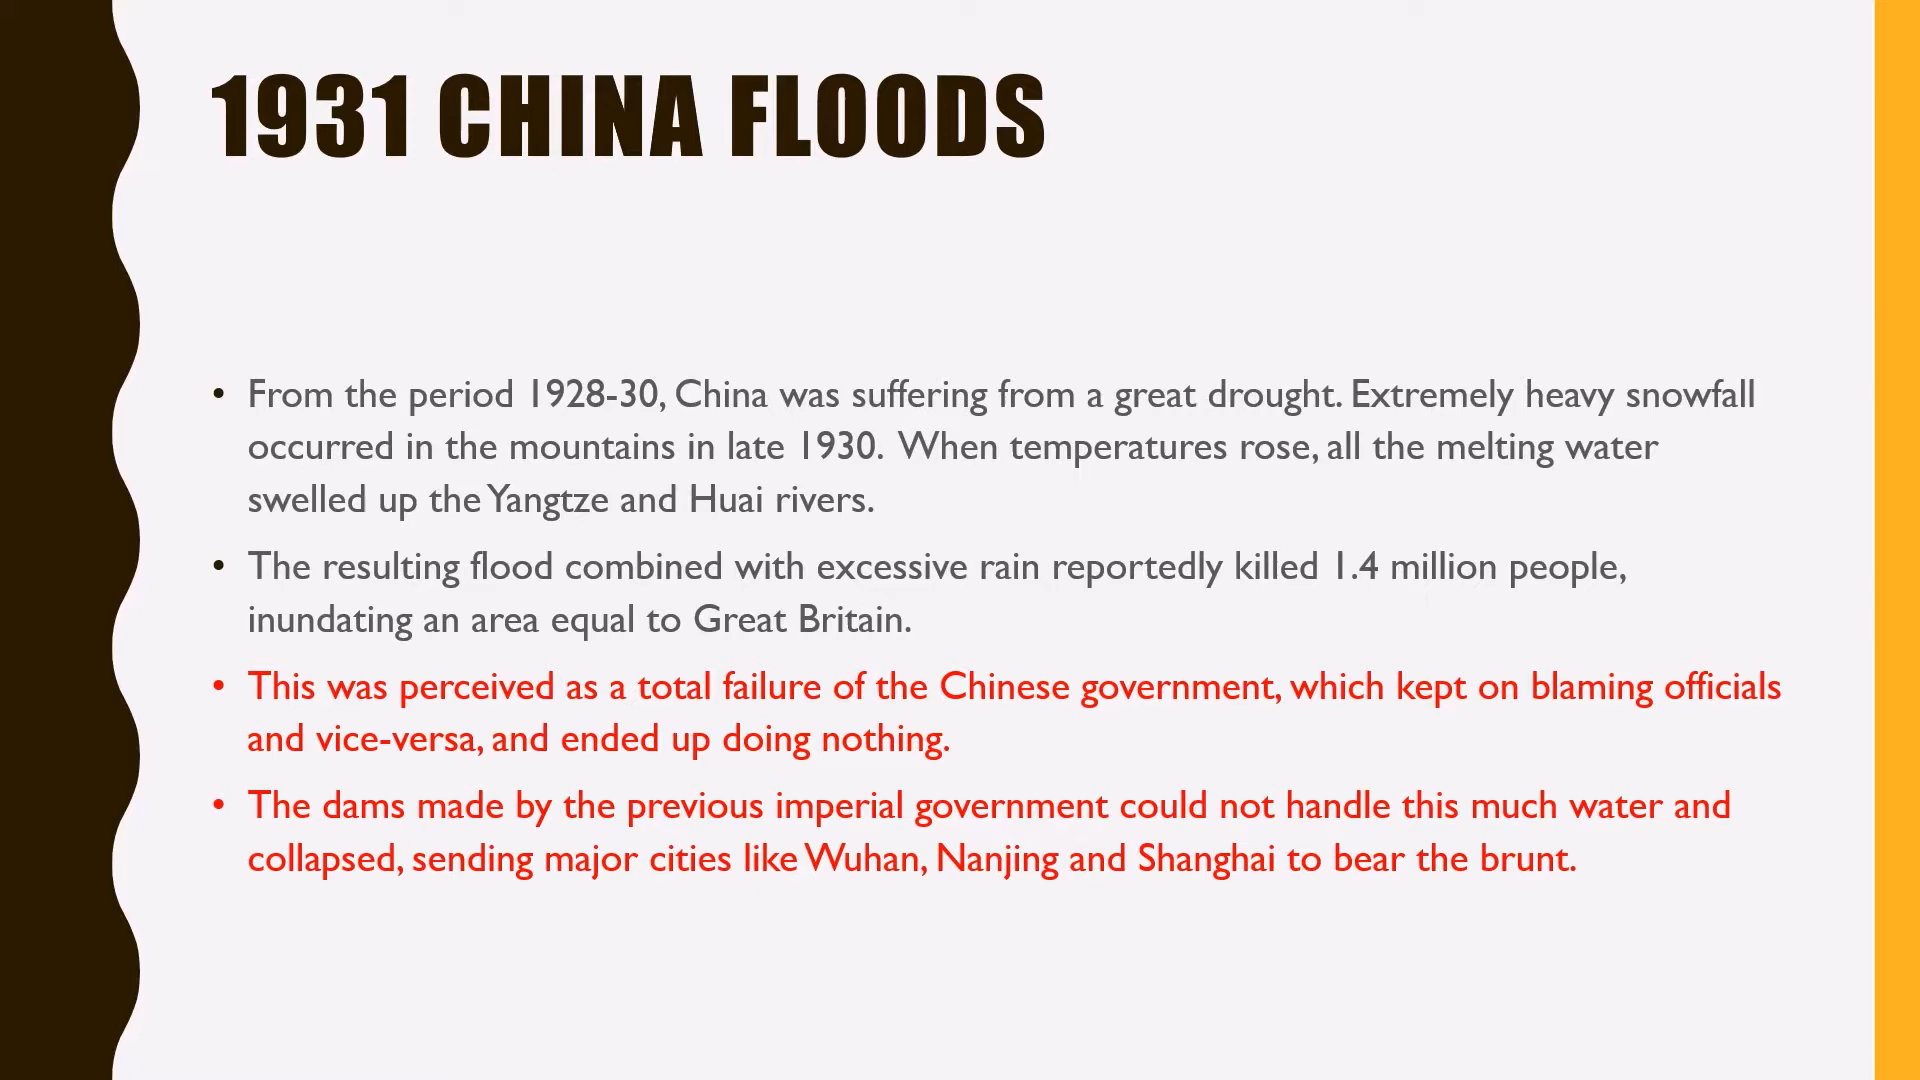 1931 CHINA FLOODS
• From the period 1928-30, China was suffering from a great drought. Extremely heavy snowfall
occurred in the mountains in late 1930. When temperatures rose, all the melting water
swelled up the Yangtze and Huai rivers.
• The resulting flood combined with excessive rain reportedly killed 1.4 million people,
inundating an area equal to Great Britain.
• This was perceived as a total failure of the Chinese government, which kept on blaming officials
and vice-versa, and ended up doing nothing.
• The dams made by the previous imperial government could not handle this much water and
collapsed, sending major cities like Wuhan, Nanjing and Shanghai to bear the brunt.